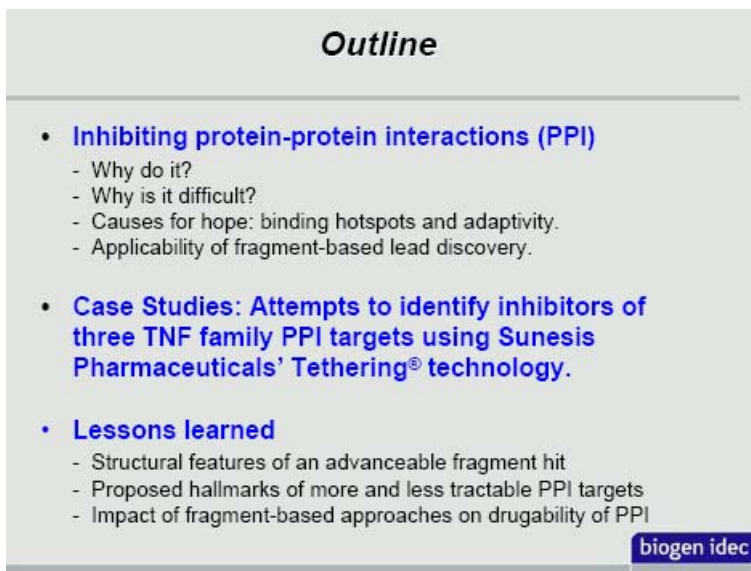 Outline
• Inhibiting protein-protein interactions (PPI)
- Why do it?
- Why is it difficult?
- Causes for hope: binding hotspots and adaptivity.
- Applicability of fragment-based lead discovery.
• Case Studies: Attempts to identify inhibitors of
three TNF family PPI targets using Sunesis
Pharmaceuticals' Tethering® technology.
• Lessons learned
- Structural features of an advanceable fragment hit
- Proposed hallmarks of more and less tractable PPI targets
- Impact of fragment-based approaches on drugability of PPI
biogen idec